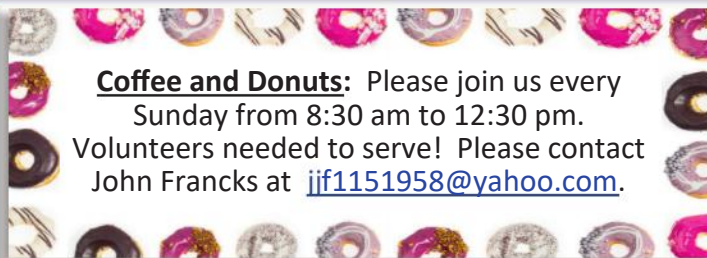 Coffee and Donuts:  Please join us every
Sunday from 8:30 am to 12:30 pm.
Volunteers needed to serve!  Please contact
John Francks at  jjf1151958@yahoo.com.